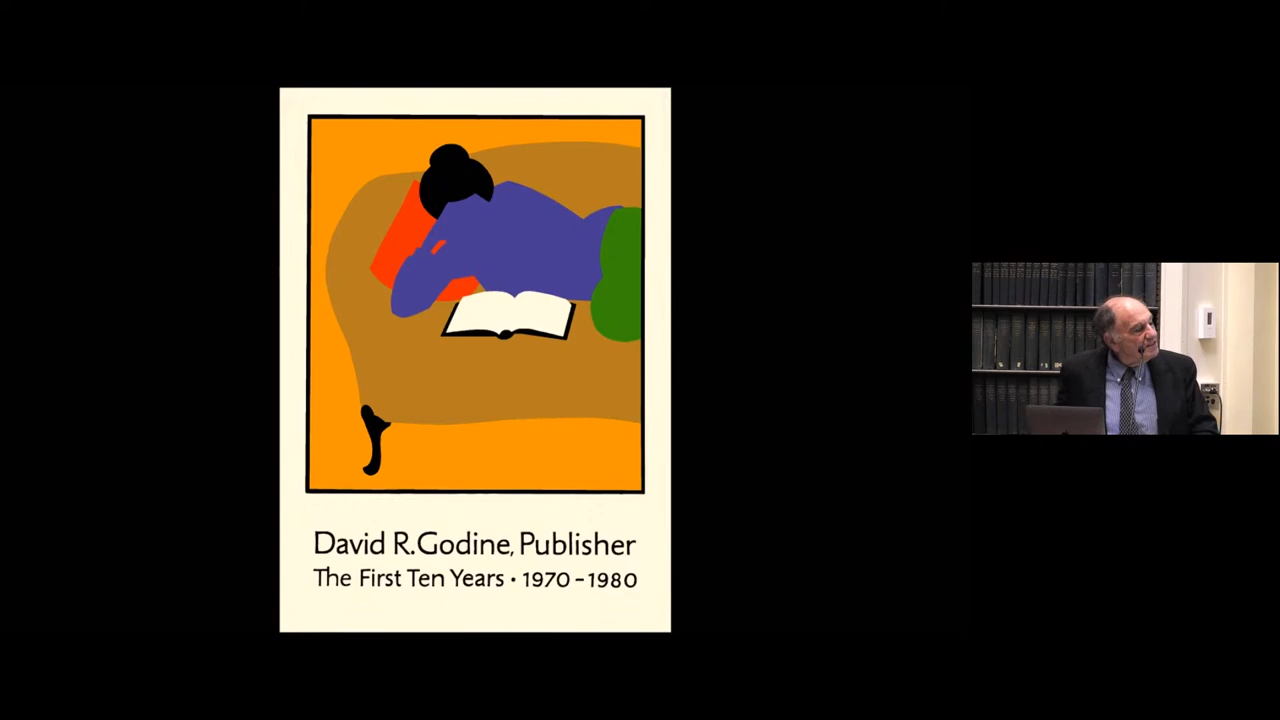 David R. Godine, Publisher
The First Ten Years • 1970–1980